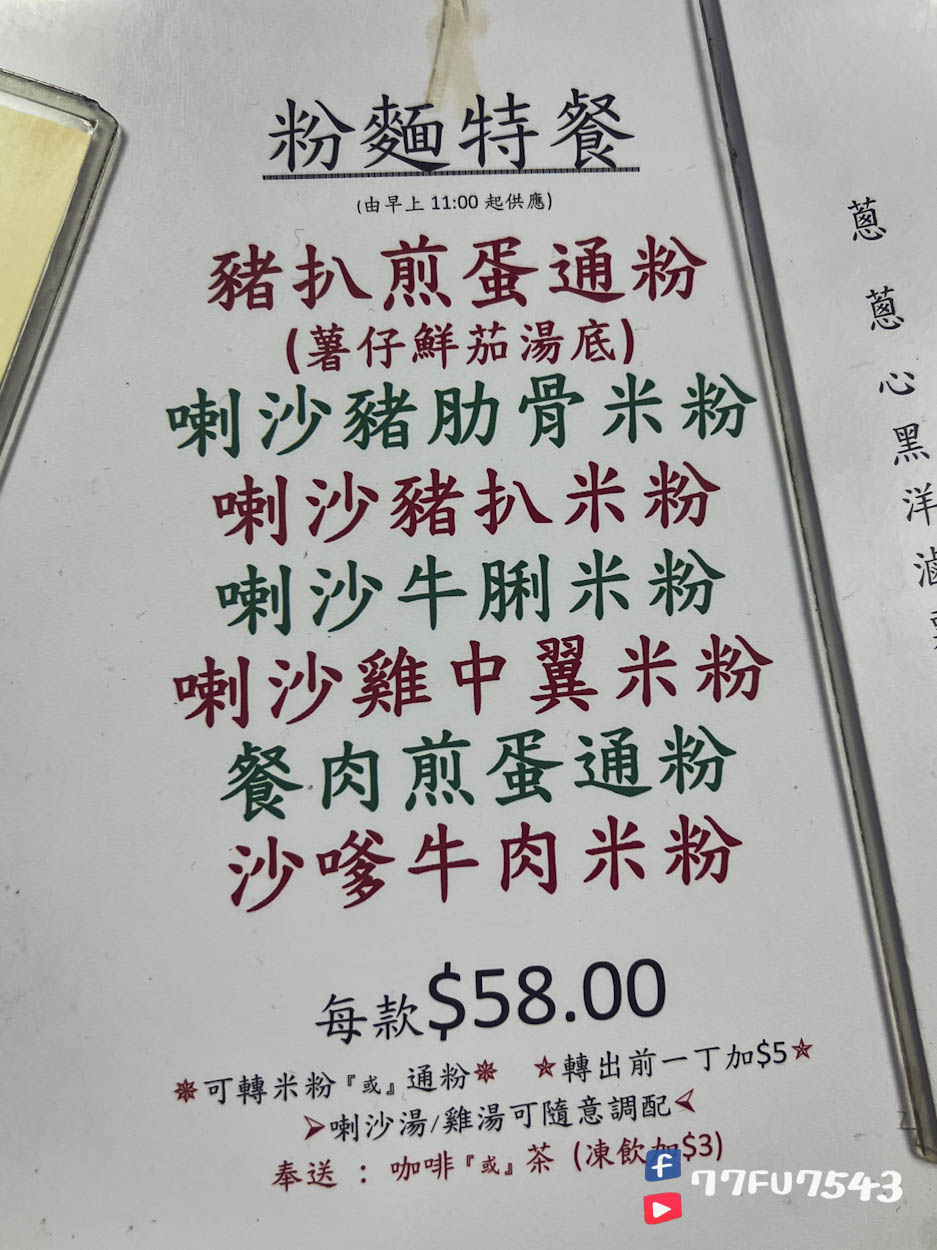 粉麵特餐
(由早上 11:00 起供應)
豬扒煎蛋通粉
(薯仔鮮茄湯底)
喇沙豬肋骨米粉
喇沙豬扒米粉
喇沙牛脷米粉
喇沙雞中翼米粉
餐肉煎蛋通粉
沙嗲牛肉米粉
每款$58.00
可轉米粉『或』通粉 轉出前一丁加$5
喇沙湯/雞湯可隨意調配
奉送 : 咖啡『或』茶 (凍飲加$3)
77FU7543
蔥
蔥
心
黑
洋
滷